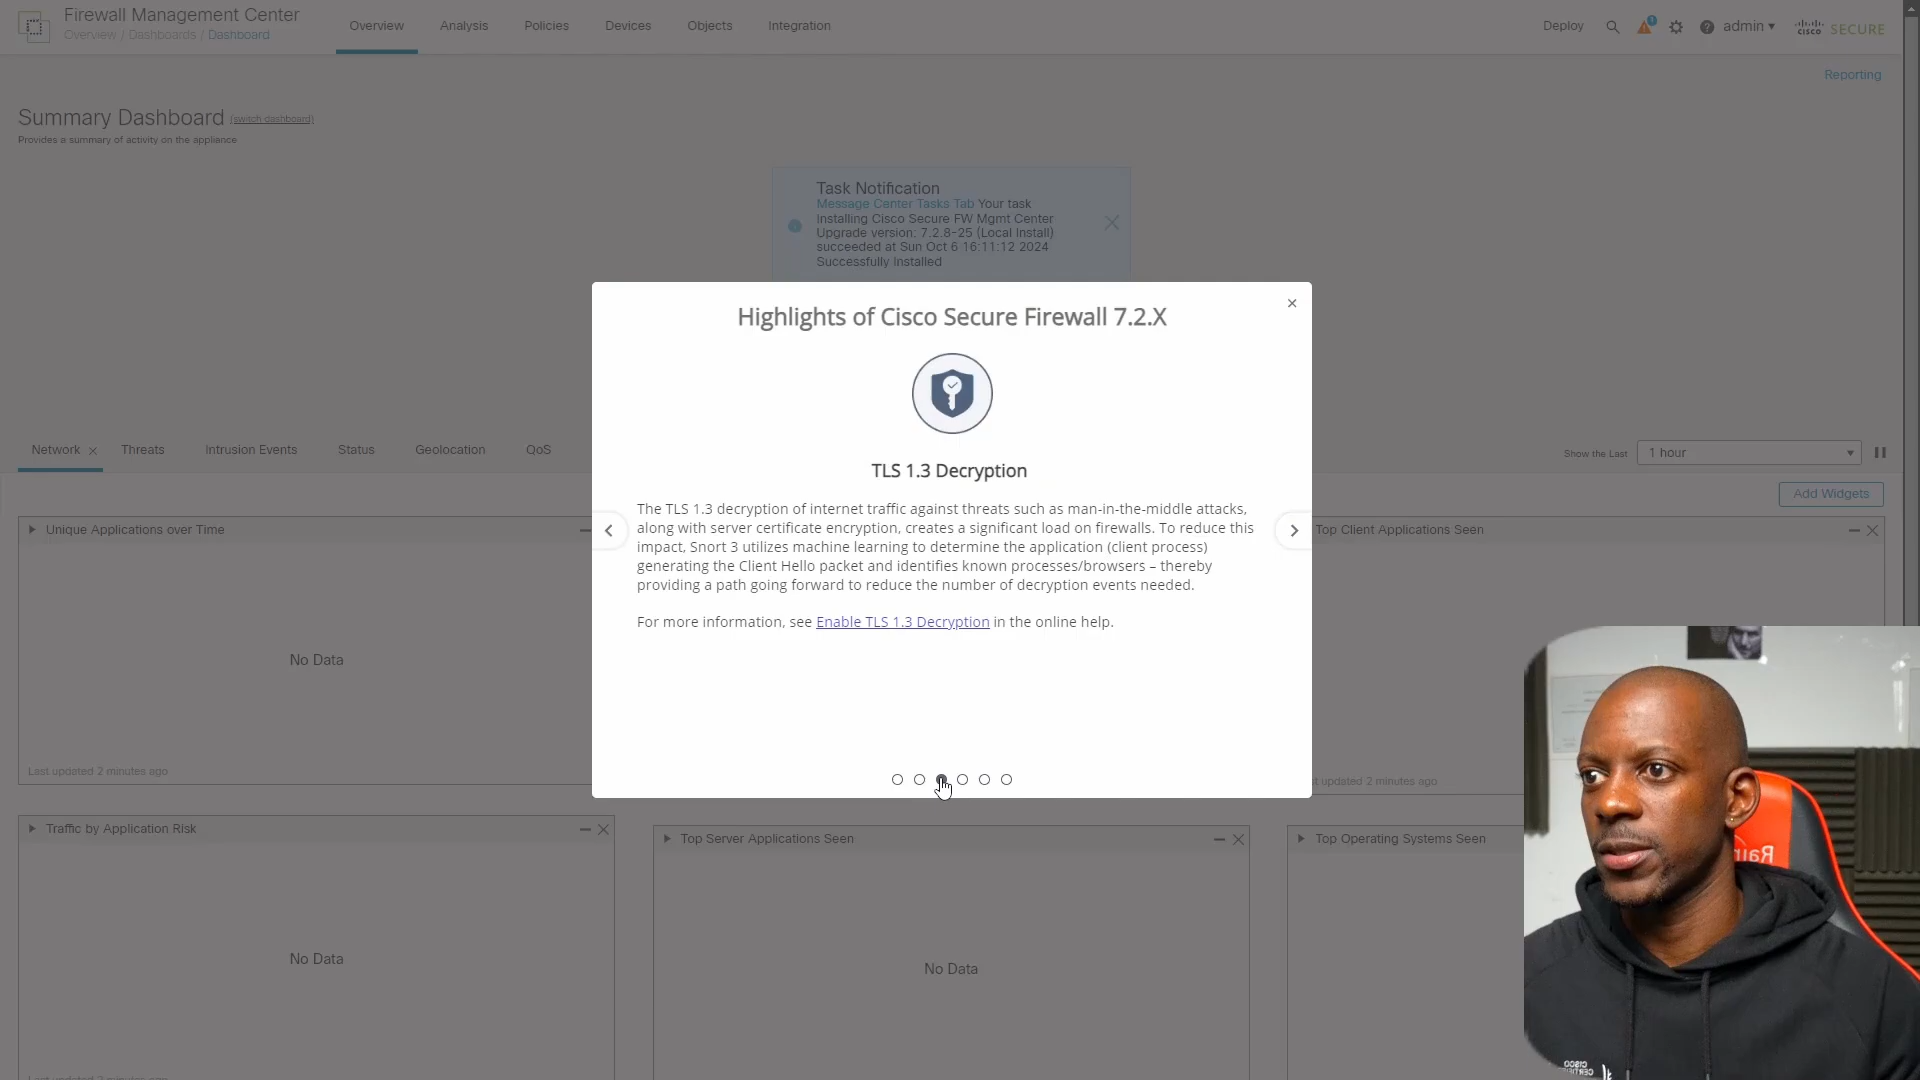 Firewall Management Center
Overview / Dashboards / Dashboard
Overview
Analysis
Policies
Devices
Objects
Integration
Deploy
1
admin
cisco SECURE
Reporting
Summary Dashboard (switch dashboard)
Provides a summary of activity on the appliance
Task Notification
Message Center Tasks Tab Your task
Installing Cisco Secure FW Mgmt Center
Upgrade version: 7.2.8-25 (Local Install)
succeeded at Sun Oct 6 16:11:12 2024
Successfully Installed
Highlights of Cisco Secure Firewall 7.2.X
TLS 1.3 Decryption
The TLS 1.3 decryption of internet traffic against threats such as man-in-the-middle attacks,
along with server certificate encryption, creates a significant load on firewalls. To reduce this
impact, Snort 3 utilizes machine learning to determine the application (client process)
generating the Client Hello packet and identifies known processes/browsers – thereby
providing a path going forward to reduce the number of decryption events needed.
For more information, see Enable TLS 1.3 Decryption in the online help.
Network
Threats
Intrusion Events
Status
Geolocation
QoS
Show the Last
1 hour
Add Widgets
Unique Applications over Time
No Data
Last updated 2 minutes ago
Top Client Applications Seen
updated 2 minutes ago
Traffic by Application Risk
No Data
Top Server Applications Seen
No Data
Top Operating Systems Seen